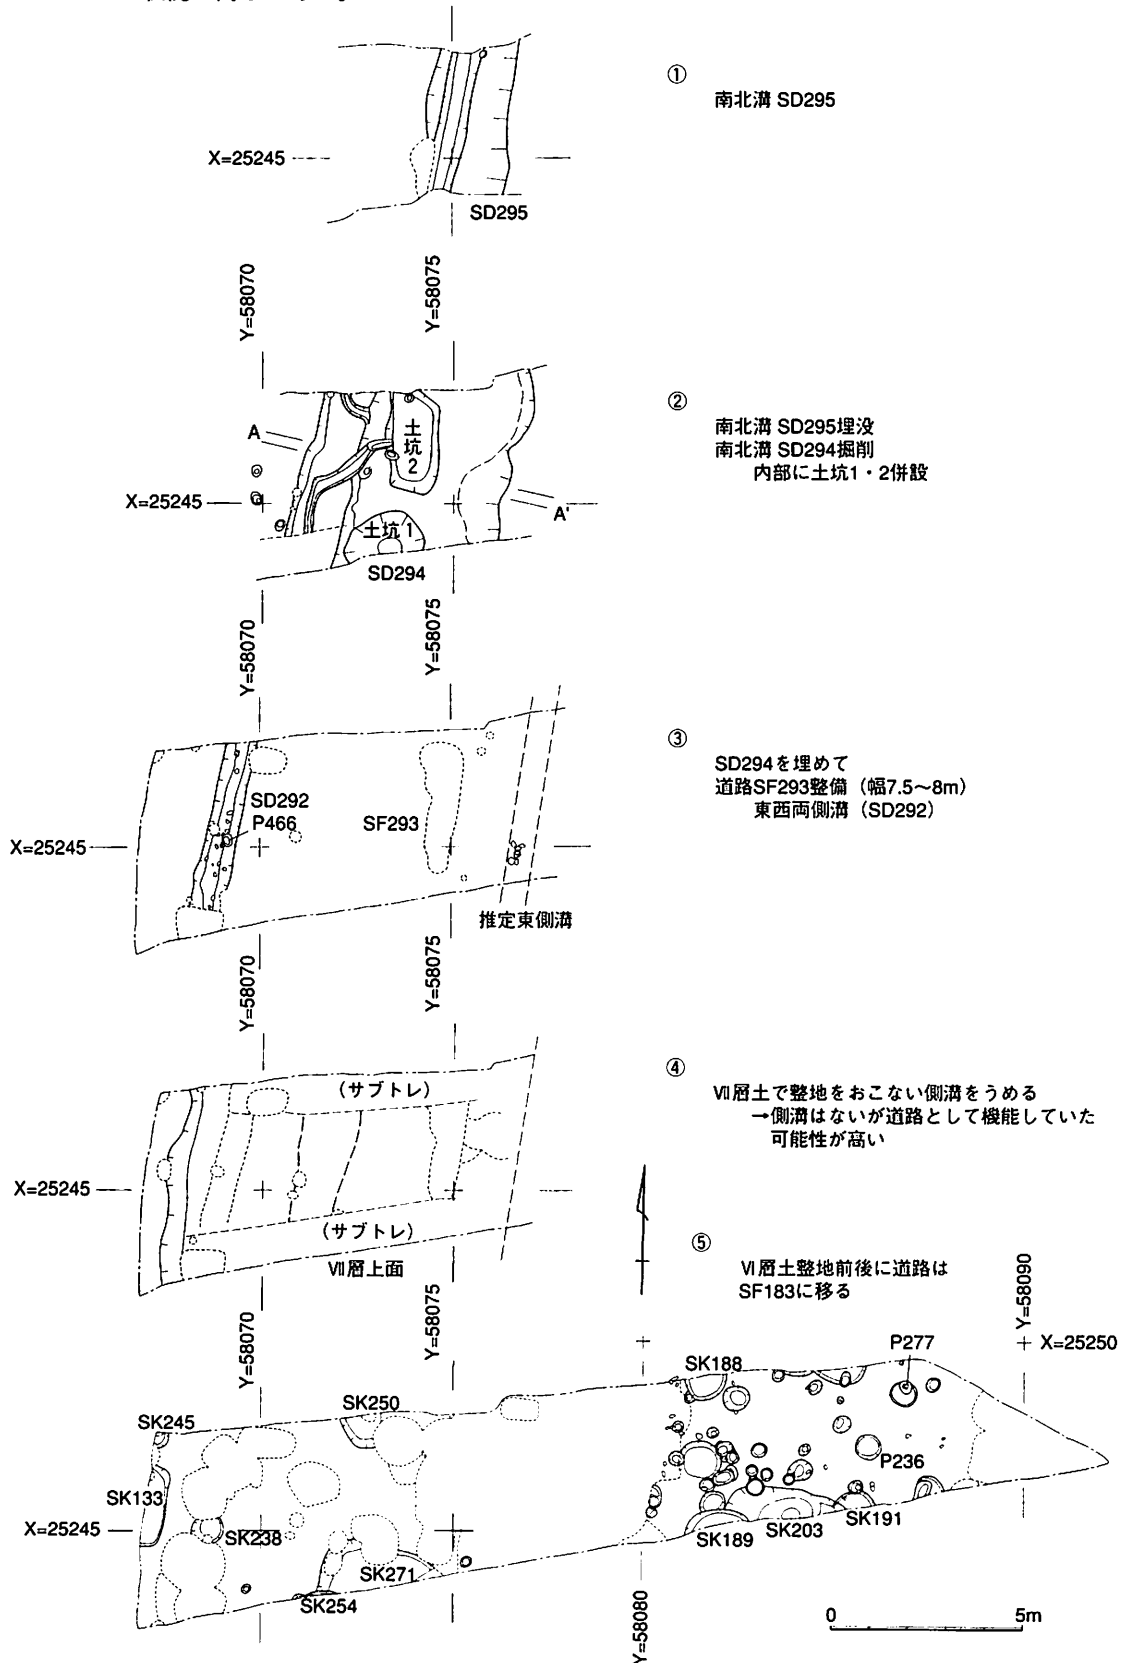 ①
南北溝 SD295
X=25245
SD295
Y=58070
Y=58075
②
南北溝 SD295埋没
南北溝 SD294掘削
内部に土坑1・2併設
A
土坑2
X=25245
A'
土坑1
SD294
Y=58070
Y=58075
③
SD294を埋めて
道路SF293整備（幅7.5～8m）
東西両側溝（SD292）
SD292
P466
SF293
X=25245
推定東側溝
Y=58070
Y=58075
④
Ⅶ層土で整地をおこない側溝をうめる
→側溝はないが道路として機能していた
可能性が高い
（サブトレ）
X=25245
（サブトレ）
Ⅶ層上面
⑤
Ⅵ層土整地前後に道路は
SF183に移る
Y=58070
Y=58075
Y=58090
X=25250
P277
SK188
SK250
SK245
P236
SK133
X=25245
SK238
SK189
SK203
SK191
SK271
SK254
Y=58080
0
5m